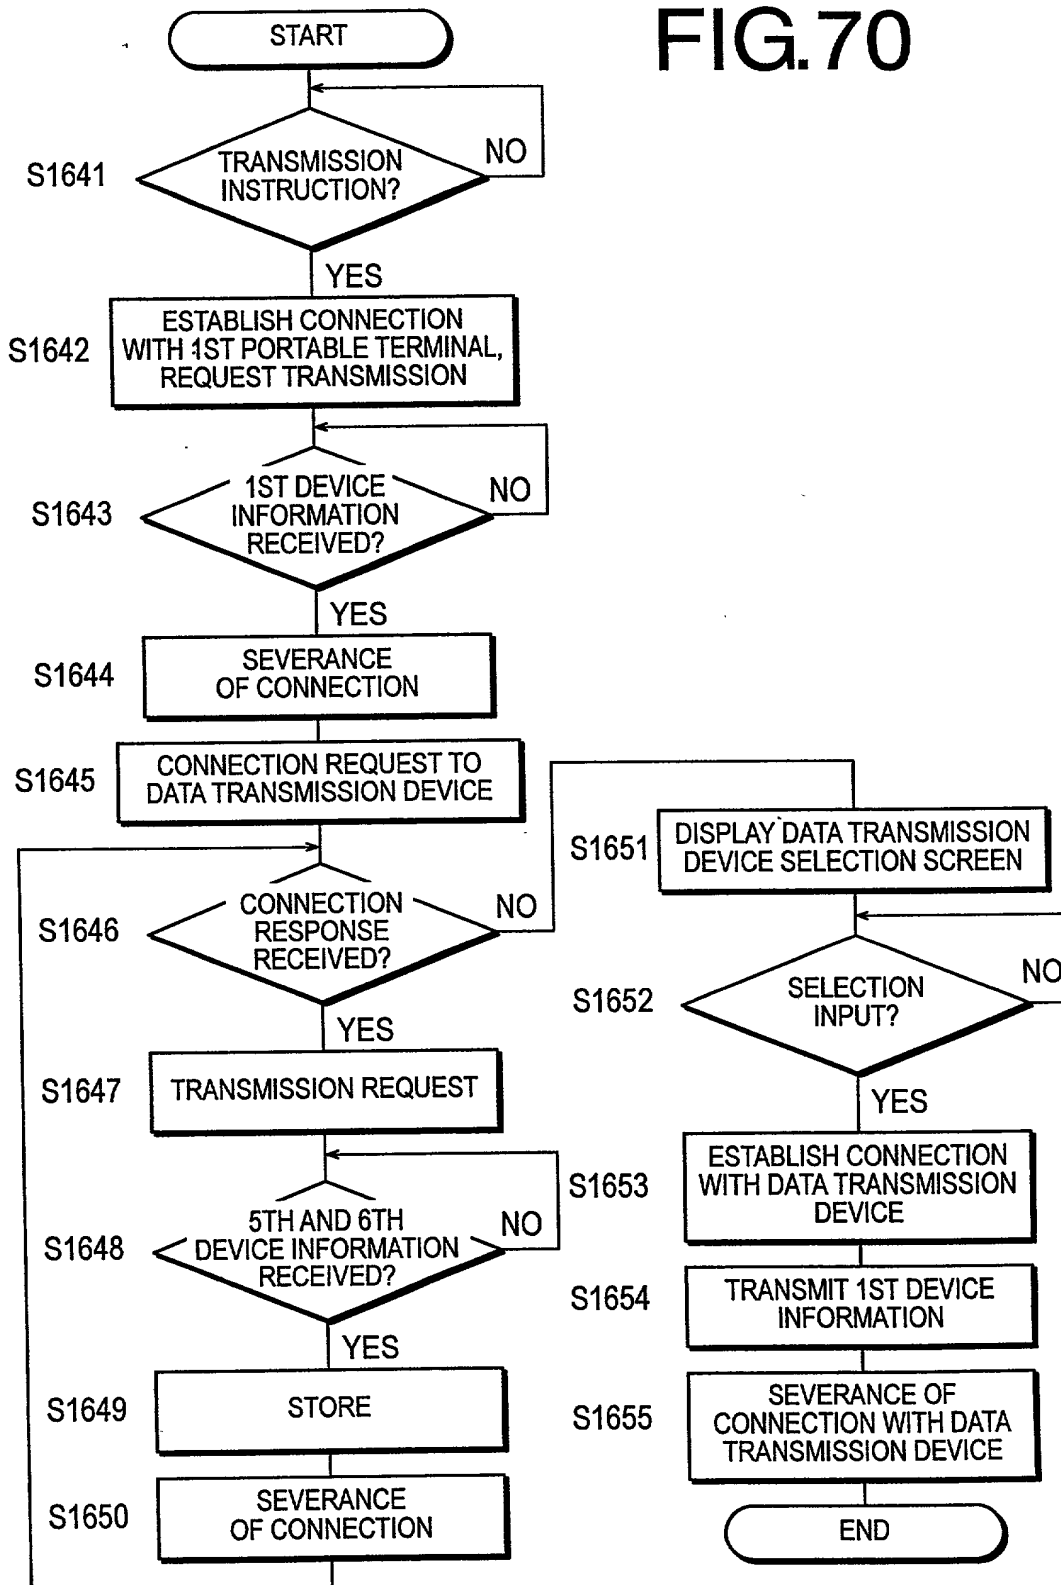 FIG.70
START
S1641
TRANSMISSION
INSTRUCTION?
NO
YES
S1642
ESTABLISH CONNECTION
WITH 1ST PORTABLE TERMINAL,
REQUEST TRANSMISSION
S1643
1ST DEVICE
INFORMATION
RECEIVED?
NO
YES
S1644
SEVERANCE
OF CONNECTION
S1645
CONNECTION REQUEST TO
DATA TRANSMISSION DEVICE
S1646
CONNECTION
RESPONSE
RECEIVED?
NO
YES
S1647
TRANSMISSION REQUEST
S1648
5TH AND 6TH
DEVICE INFORMATION
RECEIVED?
NO
YES
S1649
STORE
S1650
SEVERANCE
OF CONNECTION
S1651
DISPLAY DATA TRANSMISSION
DEVICE SELECTION SCREEN
S1652
SELECTION
INPUT?
NO
YES
S1653
ESTABLISH CONNECTION
WITH DATA TRANSMISSION
DEVICE
S1654
TRANSMIT 1ST DEVICE
INFORMATION
S1655
SEVERANCE OF
CONNECTION WITH DATA
TRANSMISSION DEVICE
END